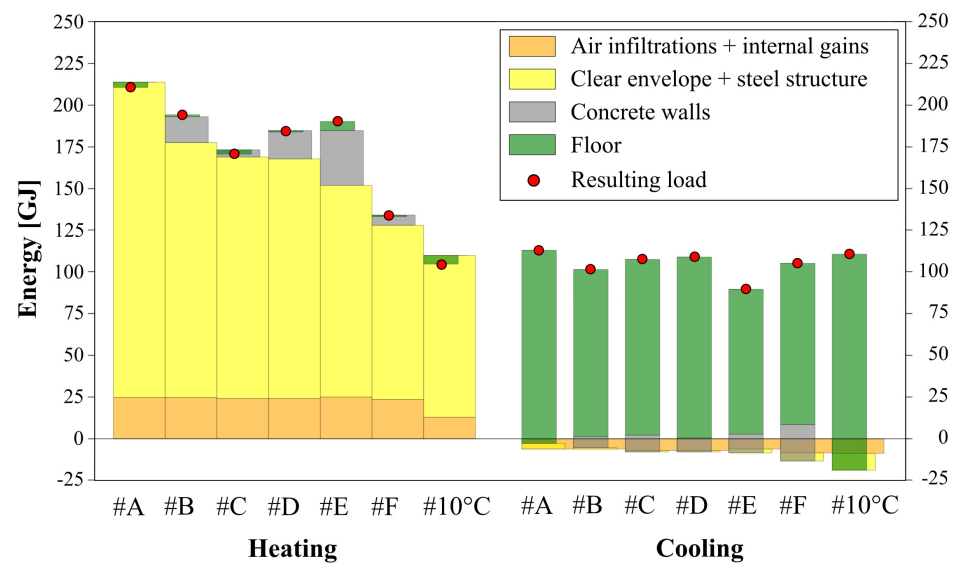 250
225
200
175
150
125
100
75
50
25
0
-25
Energy [GJ]
Air infiltrations + internal gains
Clear envelope + steel structure
Concrete walls
Floor
Resulting load
250
225
200
175
150
125
100
75
50
25
0
-25
#A #B #C #D #E #F #10°C
#A #B #C #D #E #F #10°C
Heating
Cooling